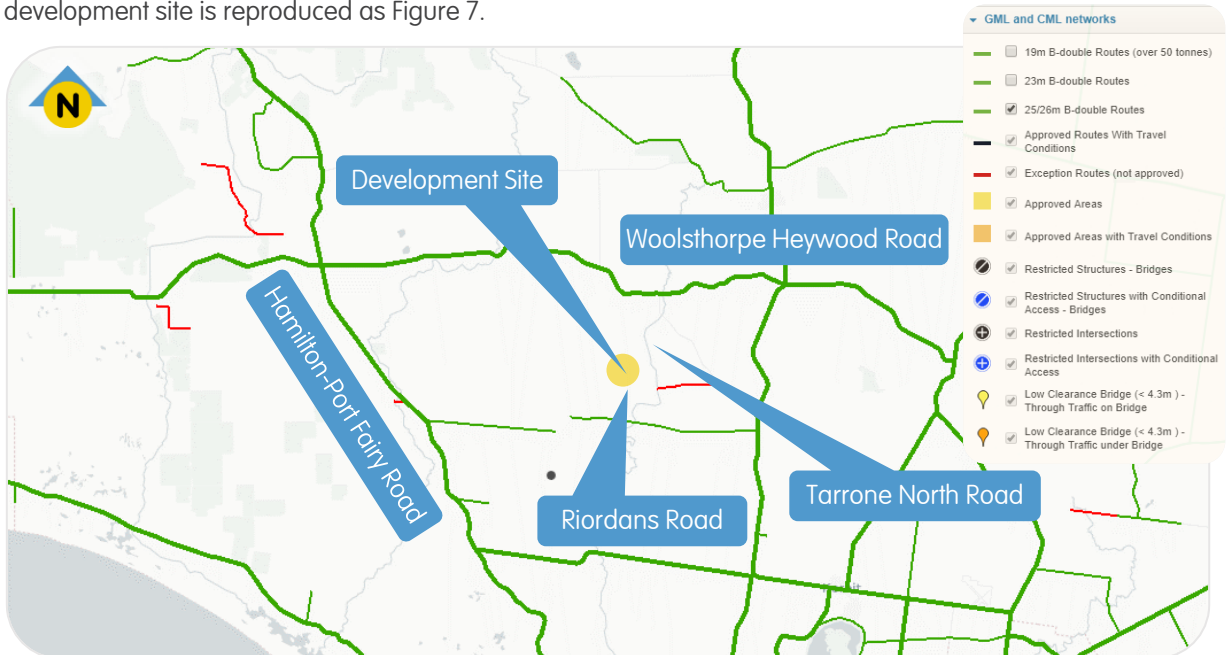 development site is reproduced as Figure 7.
GML and CML networks
19m B-double Routes (over 50 tonnes)
23m B-double Routes
25/26m B-double Routes
Approved Routes With Travel
Conditions
Exception Routes (not approved)
Approved Areas
Approved Areas with Travel Conditions
Restricted Structures - Bridges
Restricted Structures with Conditional
Access - Bridges
Restricted Intersections
Restricted Intersections with Conditional
Access
Low Clearance Bridge (< 4.3m ) -
Through Traffic on Bridge
Low Clearance Bridge (< 4.3m ) -
Through Traffic under Bridge
N
Development Site
Woolsthorpe Heywood Road
Hamilton-Port Fairy Road
Tarrone North Road
Riordans Road